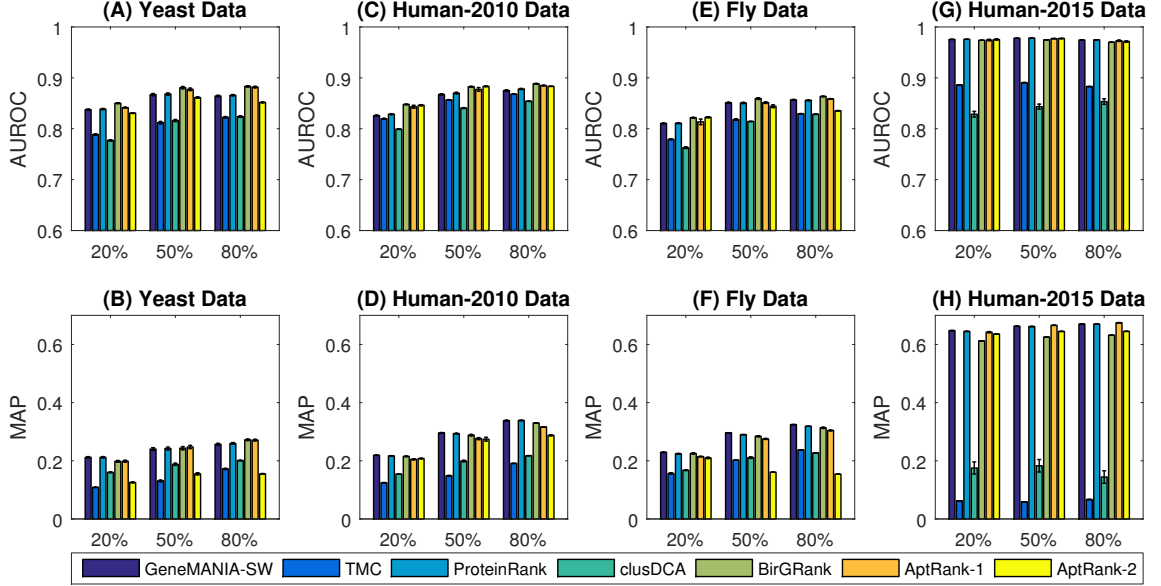 (A) Yeast Data
(C) Human-2010 Data
(E) Fly Data
(G) Human-2015 Data
AUROC
1
0.9
0.8
0.7
0.6
20% 50% 80%
AUROC
1
0.9
0.8
0.7
0.6
20% 50% 80%
AUROC
1
0.9
0.8
0.7
0.6
20% 50% 80%
AUROC
1
0.9
0.8
0.7
0.6
20% 50% 80%
(B) Yeast Data
(D) Human-2010 Data
(F) Fly Data
(H) Human-2015 Data
MAP
0.6
0.4
0.2
0
20% 50% 80%
MAP
0.6
0.4
0.2
0
20% 50% 80%
MAP
0.6
0.4
0.2
0
20% 50% 80%
MAP
0.6
0.4
0.2
0
20% 50% 80%
GeneMANIA-SW TMC ProteinRank clusDCA BirGRank AptRank-1 AptRank-2